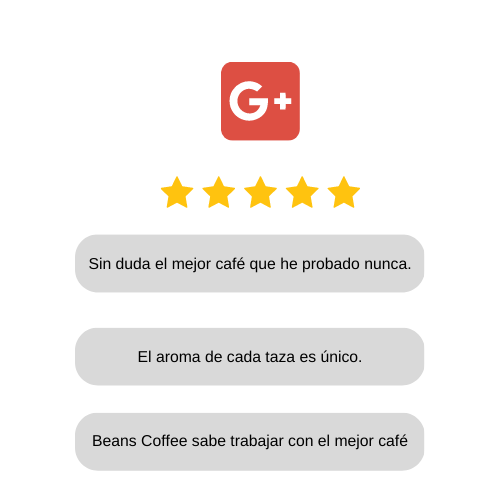 G+
Sin duda el mejor café que he probado nunca.
El aroma de cada taza es único.
Beans Coffee sabe trabajar con el mejor café